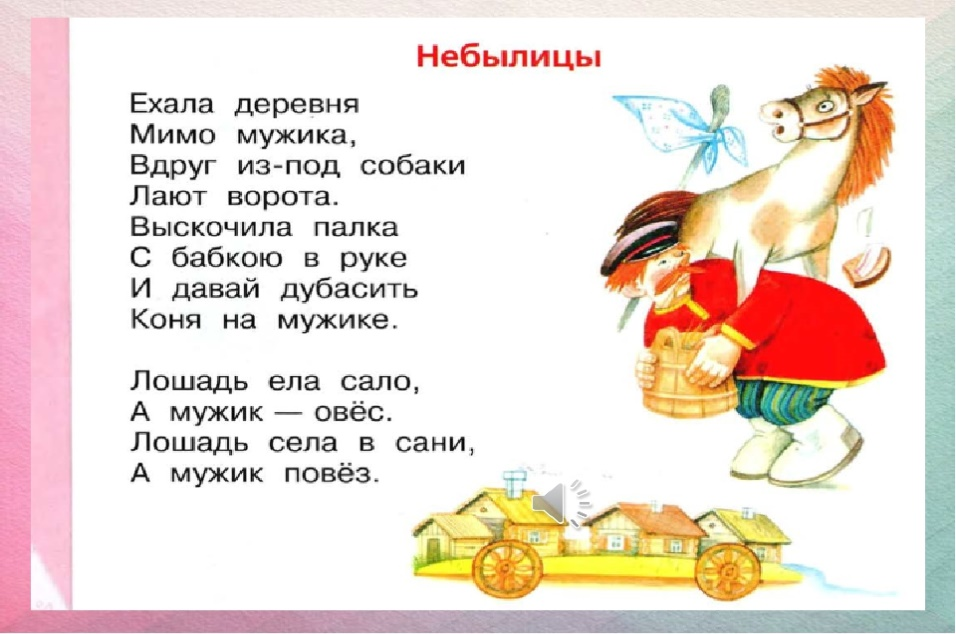 Небылицы
Ехала деревня
Мимо мужика,
Вдруг из-под собаки
Лают ворота.
Выскочила палка
С бабкою в руке
И давай дубасить
Коня на мужике.
Лошадь ела сало,
А мужик — овёс.
Лошадь села в сани,
А мужик повёз.